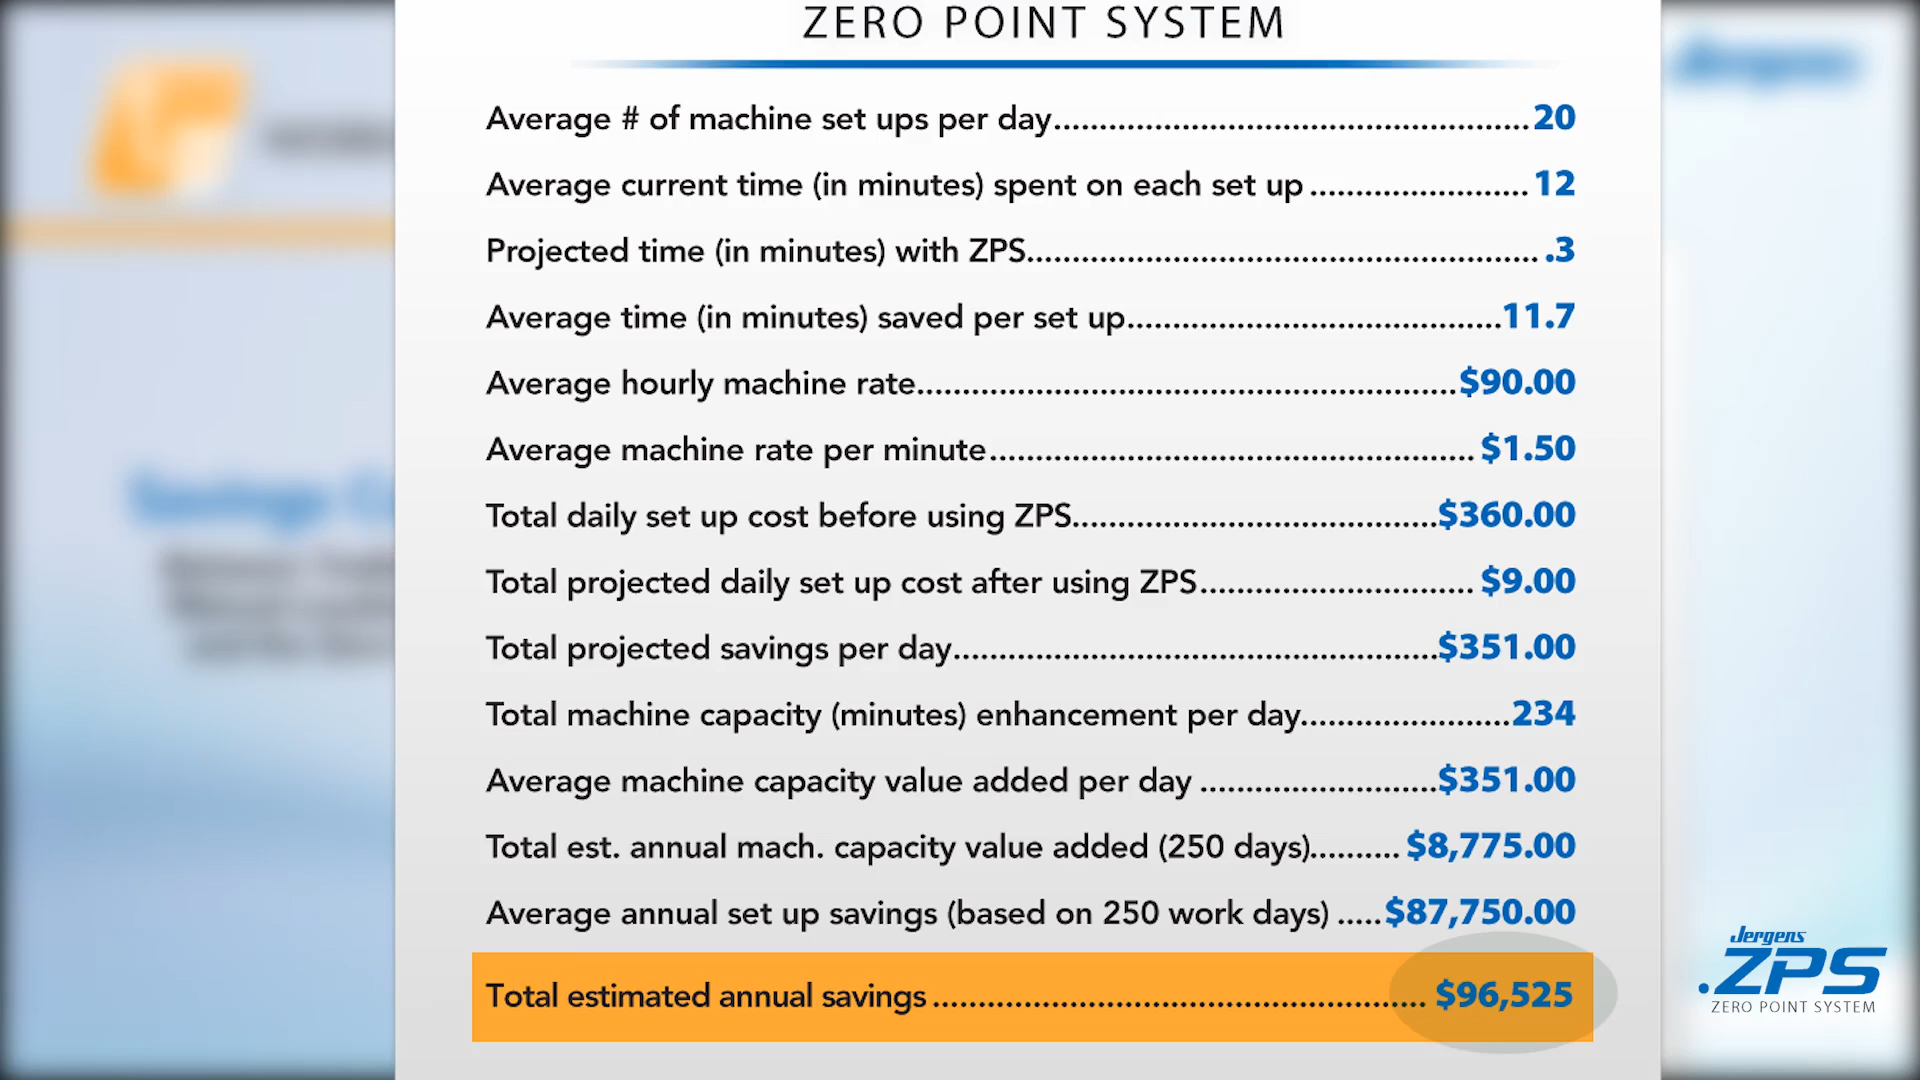 ZERO POINT SYSTEM
Average # of machine set ups per day..................................................20
Average current time (in minutes) spent on each set up ........................ 12
Projected time (in minutes) with ZPS...................................................... .3
Average time (in minutes) saved per set up.........................................11.7
Average hourly machine rate...........................................................$90.00
Average machine rate per minute..................................................... $1.50
Total daily set up cost before using ZPS........................................$360.00
Total projected daily set up cost after using ZPS.............................. $9.00
Total projected savings per day.....................................................$351.00
Total machine capacity (minutes) enhancement per day.......................234
Average machine capacity value added per day ..........................$351.00
Total est. annual mach. capacity value added (250 days).......... $8,775.00
Average annual set up savings (based on 250 work days) .....$87,750.00
Total estimated annual savings ...................................................... $96,525
Jergens
.ZPS
ZERO POINT SYSTEM